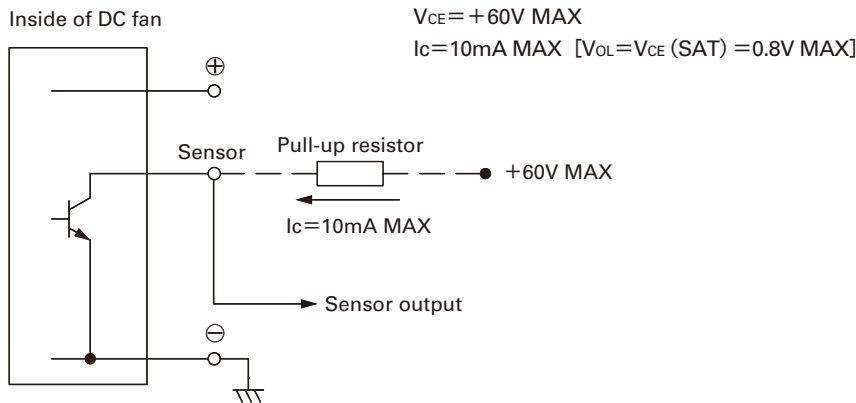 Inside of DC fan
VCE=+60V MAX
Ic=10mA MAX [VOL=VCE (SAT) =0.8V MAX]
⊕
Sensor
Pull-up resistor
+60V MAX
Ic=10mA MAX
Sensor output
⊖